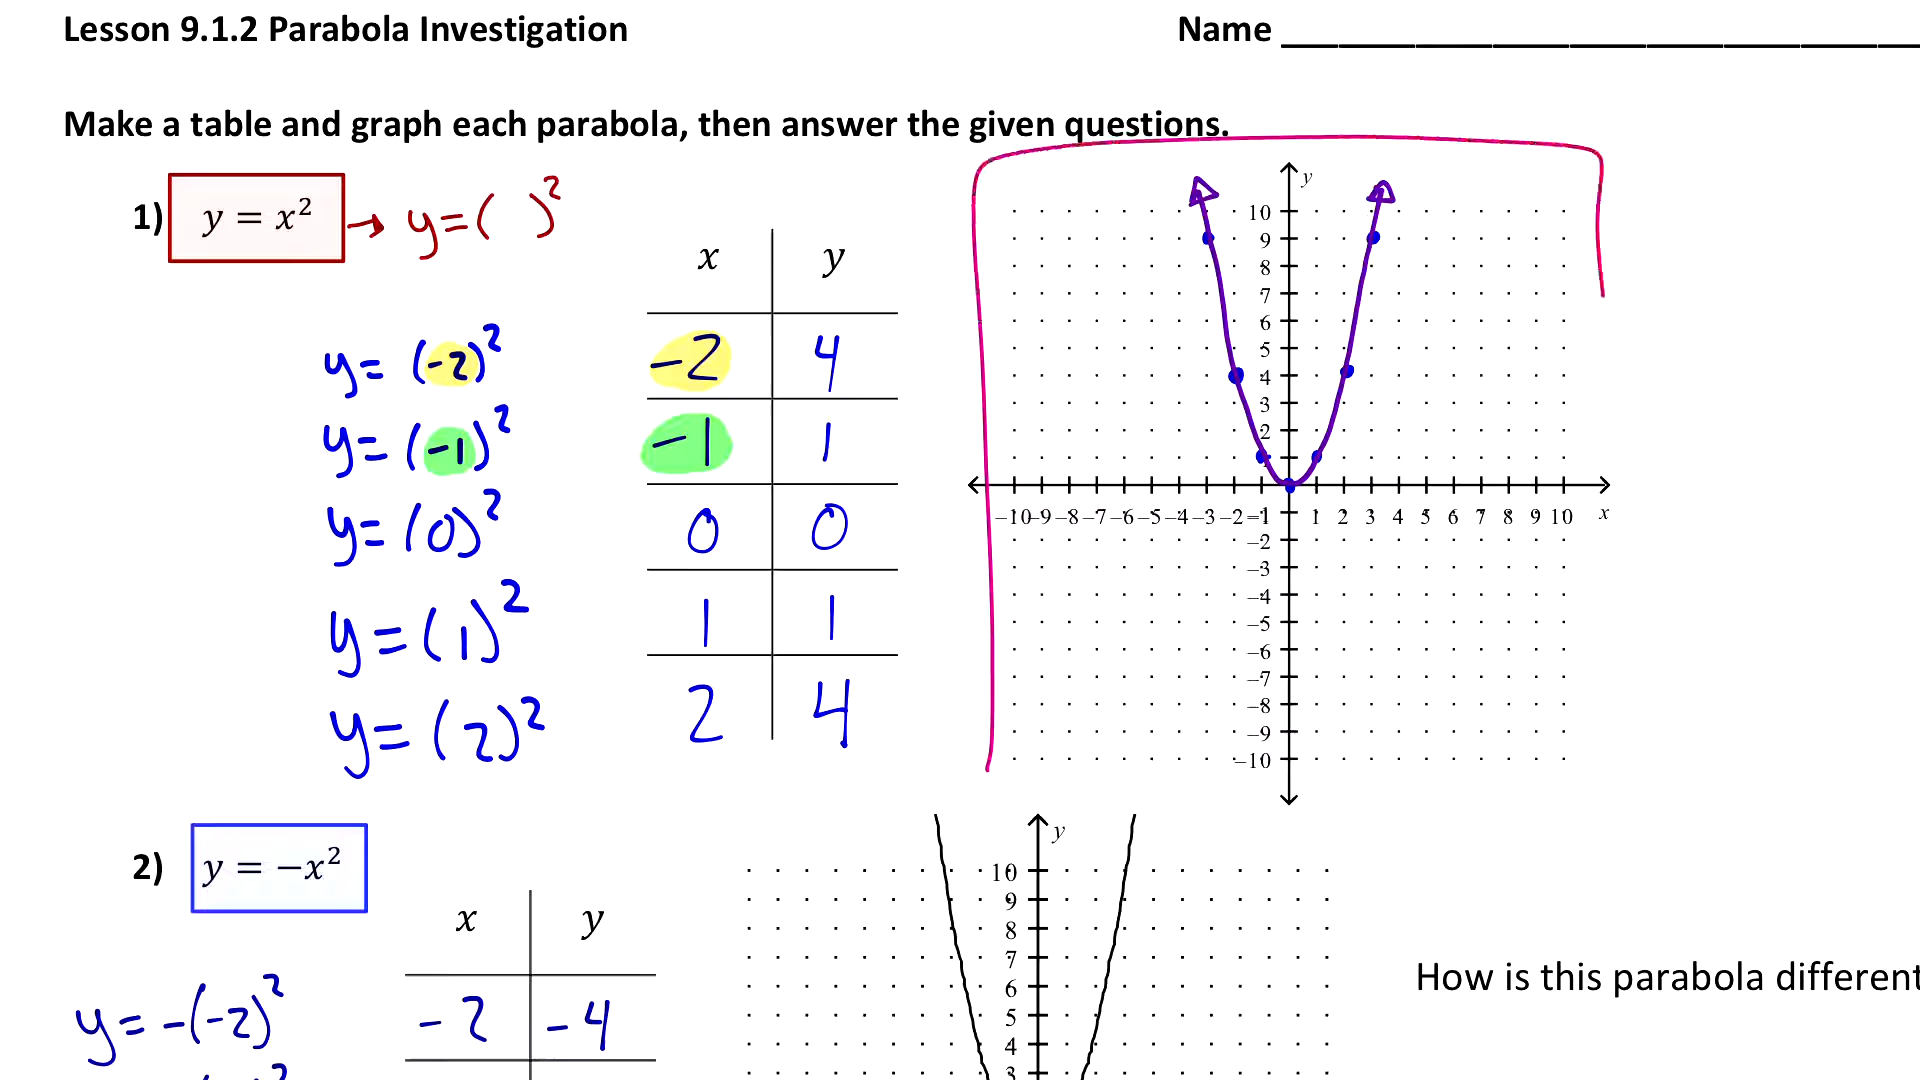 Lesson 9.1.2 Parabola Investigation
Name
Make a table and graph each parabola, then answer the given questions.
1) y = x² → y=( )²
x y
y= (-2)² -2 4
y= (-1)² -1 1
y= (0)² 0 0
y=(1)² 1 1
y=(2)² 2 4
y
10
9
8
7
6
5
4
3
2
−10 −9 −8 −7 −6 −5 −4 −3 −2 −1 1 2 3 4 5 6 7 8 9 10 x
−2
−3
−4
−5
−6
−7
−8
−9
−10
2) y = −x²
x y
y= -(-2)² -2 -4
y
10
9
8
7
6
5
4
3
How is this parabola different